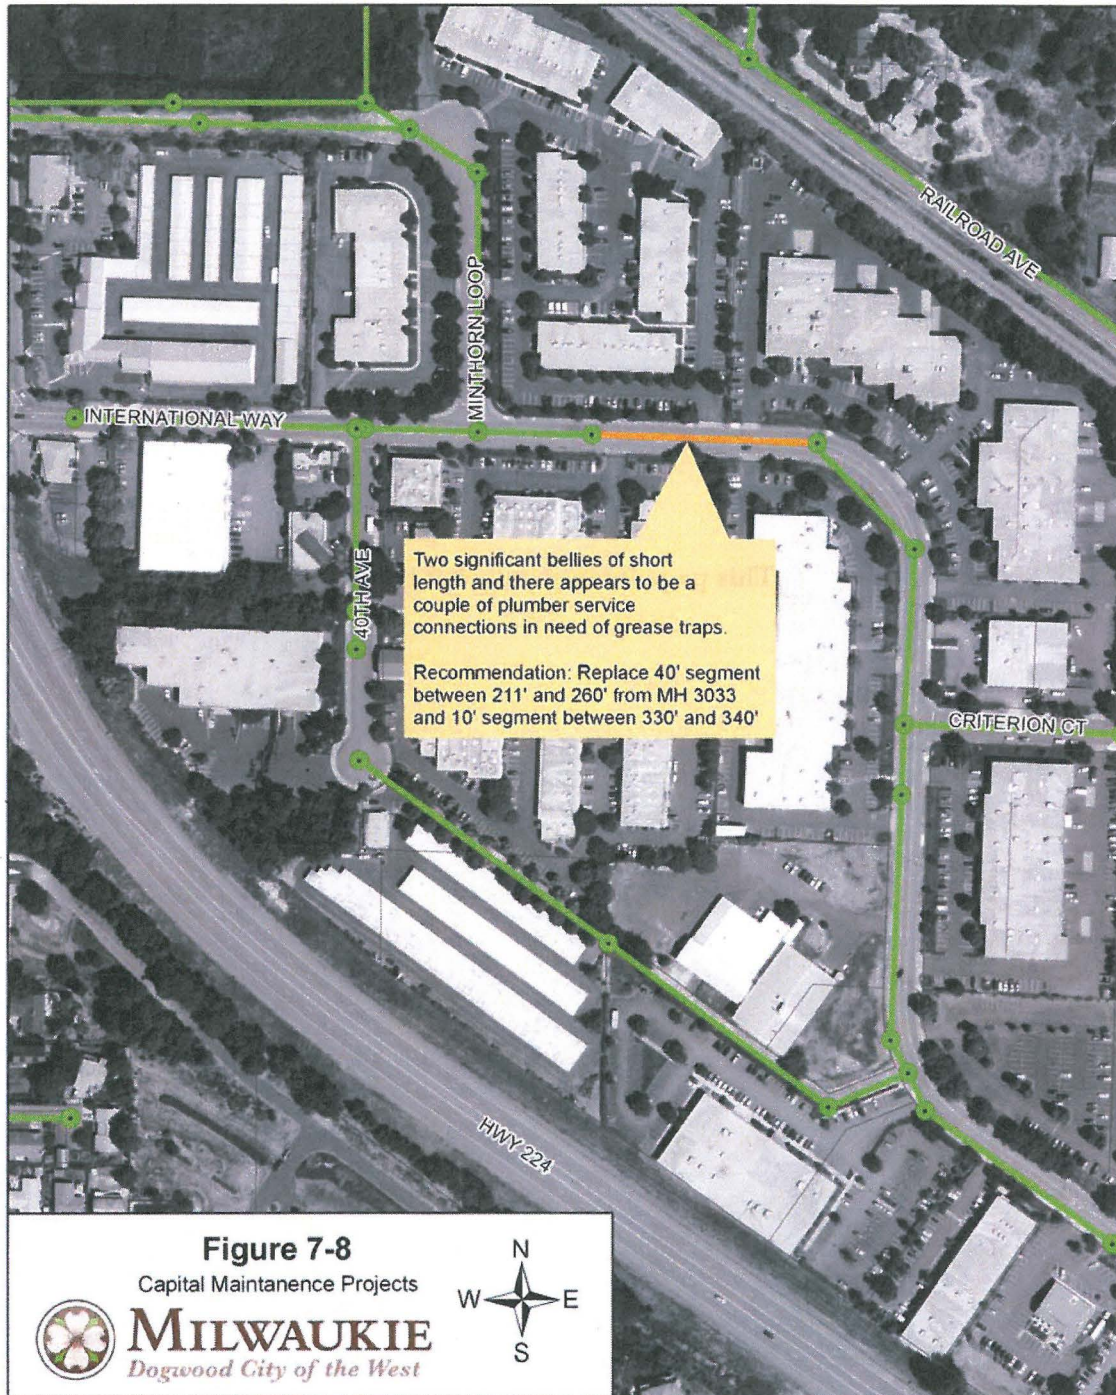 RAILROAD AVE
MINTHORN LOOP
INTERNATIONAL WAY
40TH AVE
Two significant bellies of short
length and there appears to be a
couple of plumber service
connections in need of grease traps.
Recommendation: Replace 40' segment
between 211' and 260' from MH 3033
and 10' segment between 330' and 340'
CRITERION CT
HWY 224
Figure 7-8
Capital Maintanence Projects
MILWAUKIE
Dogwood City of the West
N
W E
S